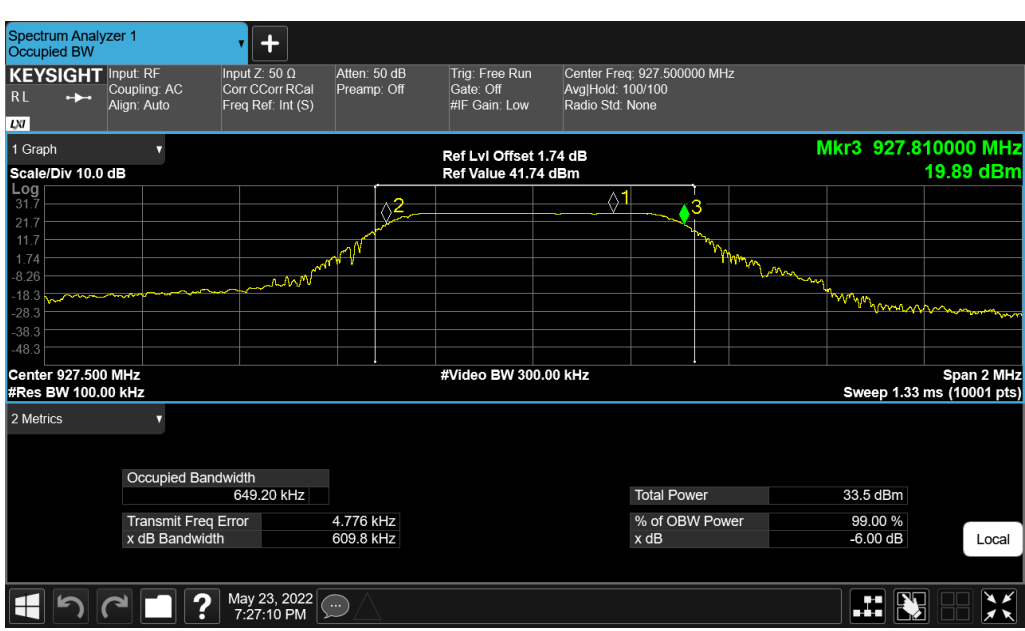 Spectrum Analyzer 1
Occupied BW
KEYSIGHT
RL
LXI
Input: RF
Coupling: AC
Align: Auto
Input Z: 50 Ω
Corr CCorr RCal
Freq Ref: Int (S)
Atten: 50 dB
Preamp: Off
Trig: Free Run
Gate: Off
#IF Gain: Low
Center Freq: 927.500000 MHz
Avg|Hold: 100/100
Radio Std: None
1 Graph
Scale/Div 10.0 dB
Ref Lvl Offset 1.74 dB
Ref Value 41.74 dBm
Mkr3 927.810000 MHz
19.89 dBm
Log
31.7
21.7
11.7
1.74
-8.26
-18.3
-28.3
-38.3
-48.3
2
1
3
Center 927.500 MHz
#Video BW 300.00 kHz
Span 2 MHz
#Res BW 100.00 kHz
Sweep 1.33 ms (10001 pts)
2 Metrics
Occupied Bandwidth
649.20 kHz
Total Power 33.5 dBm
Transmit Freq Error 4.776 kHz
% of OBW Power 99.00 %
x dB Bandwidth 609.8 kHz
x dB -6.00 dB
Local
?
May 23, 2022
7:27:10 PM